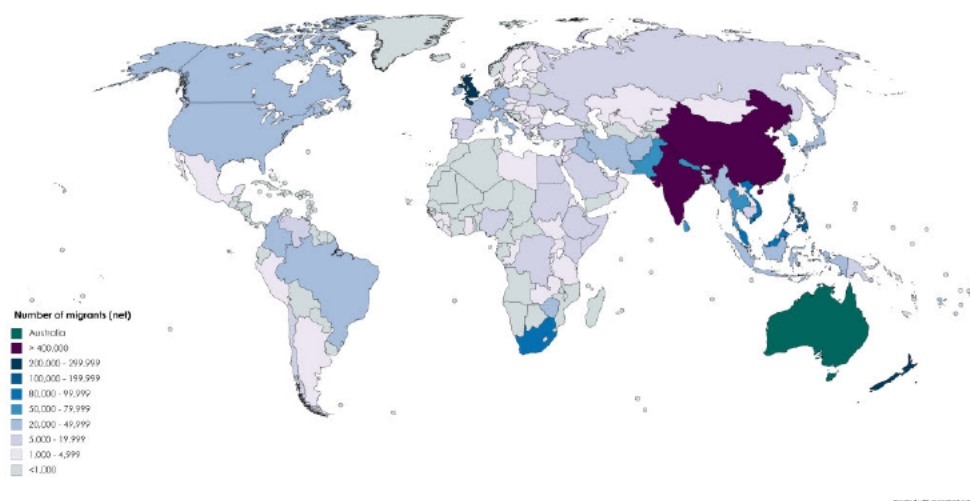 Number of migrants (net)
Australia
> 400,000
200,000 - 299,999
100,000 - 199,999
80,000 - 99,999
50,000 - 79,999
20,000 - 49,999
5,000 - 19,999
1,000 - 4,999
<1,000